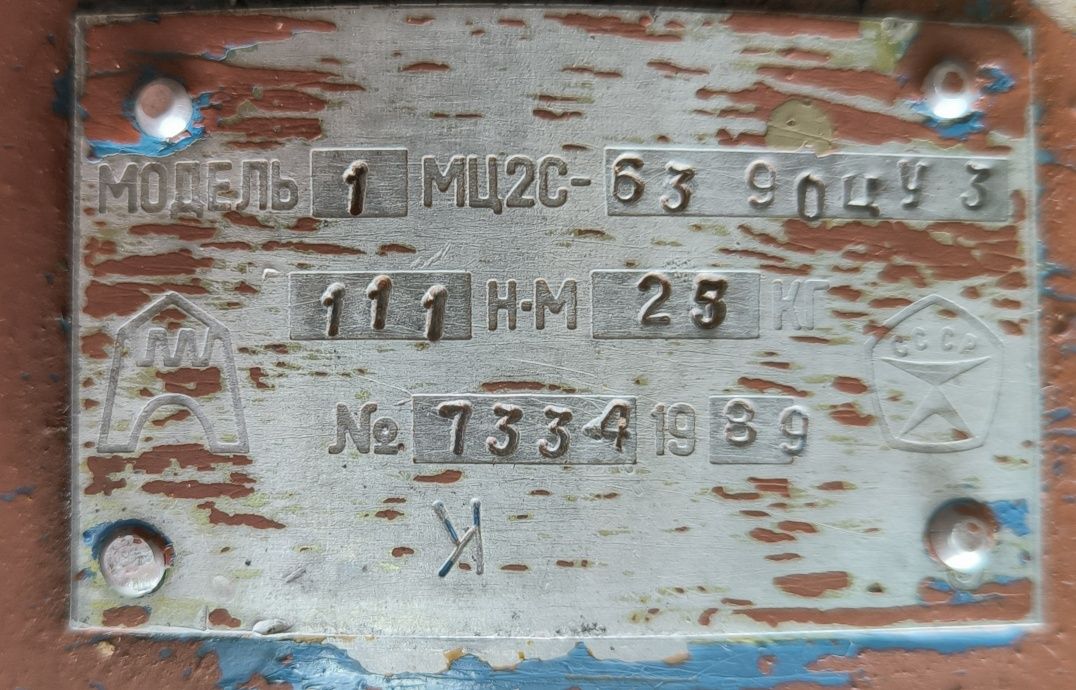 МОДЕЛЬ 1 МЦ2С-63 90ЦУ3
111 Н·М 25 КГ
СССР
№ 7334 1989
К